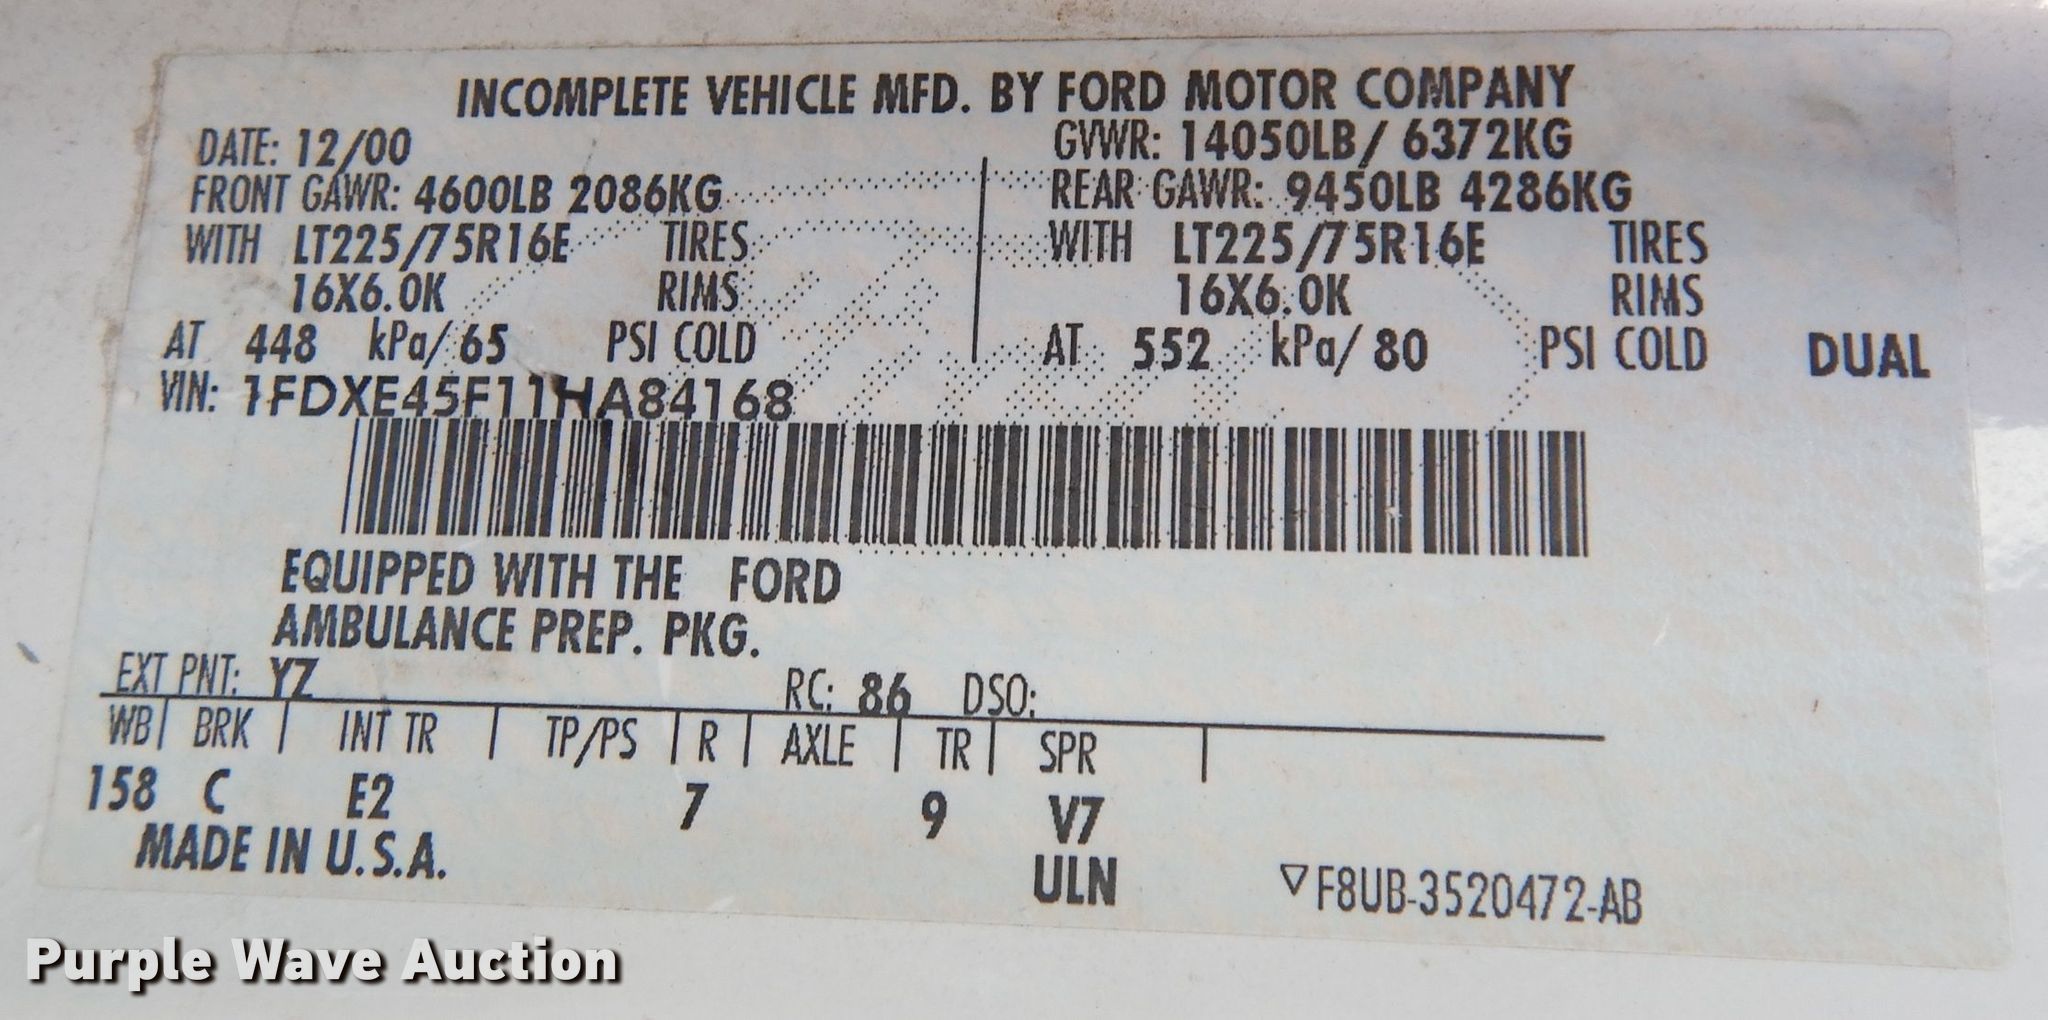 INCOMPLETE VEHICLE MFD. BY FORD MOTOR COMPANY
DATE: 12/00 GVWR: 14050LB/ 6372KG
FRONT GAWR: 4600LB 2086KG REAR GAWR: 9450LB 4286KG
WITH LT225/75R16E TIRES WITH LT225/75R16E TIRES
16X6.0K RIMS 16X6.0K RIMS
AT 448 kPa/ 65 PSI COLD AT 552 kPa/ 80 PSI COLD DUAL
VIN: 1FDXE45F11HA84168
EQUIPPED WITH THE FORD
AMBULANCE PREP. PKG.
EXT PNT: YZ RC: 86 DSO:
WB BRK INT TR TP/PS R AXLE TR SPR
158 C E2 7 9 V7
MADE IN U.S.A. ULN ▽F8UB-3520472-AB
Purple Wave Auction